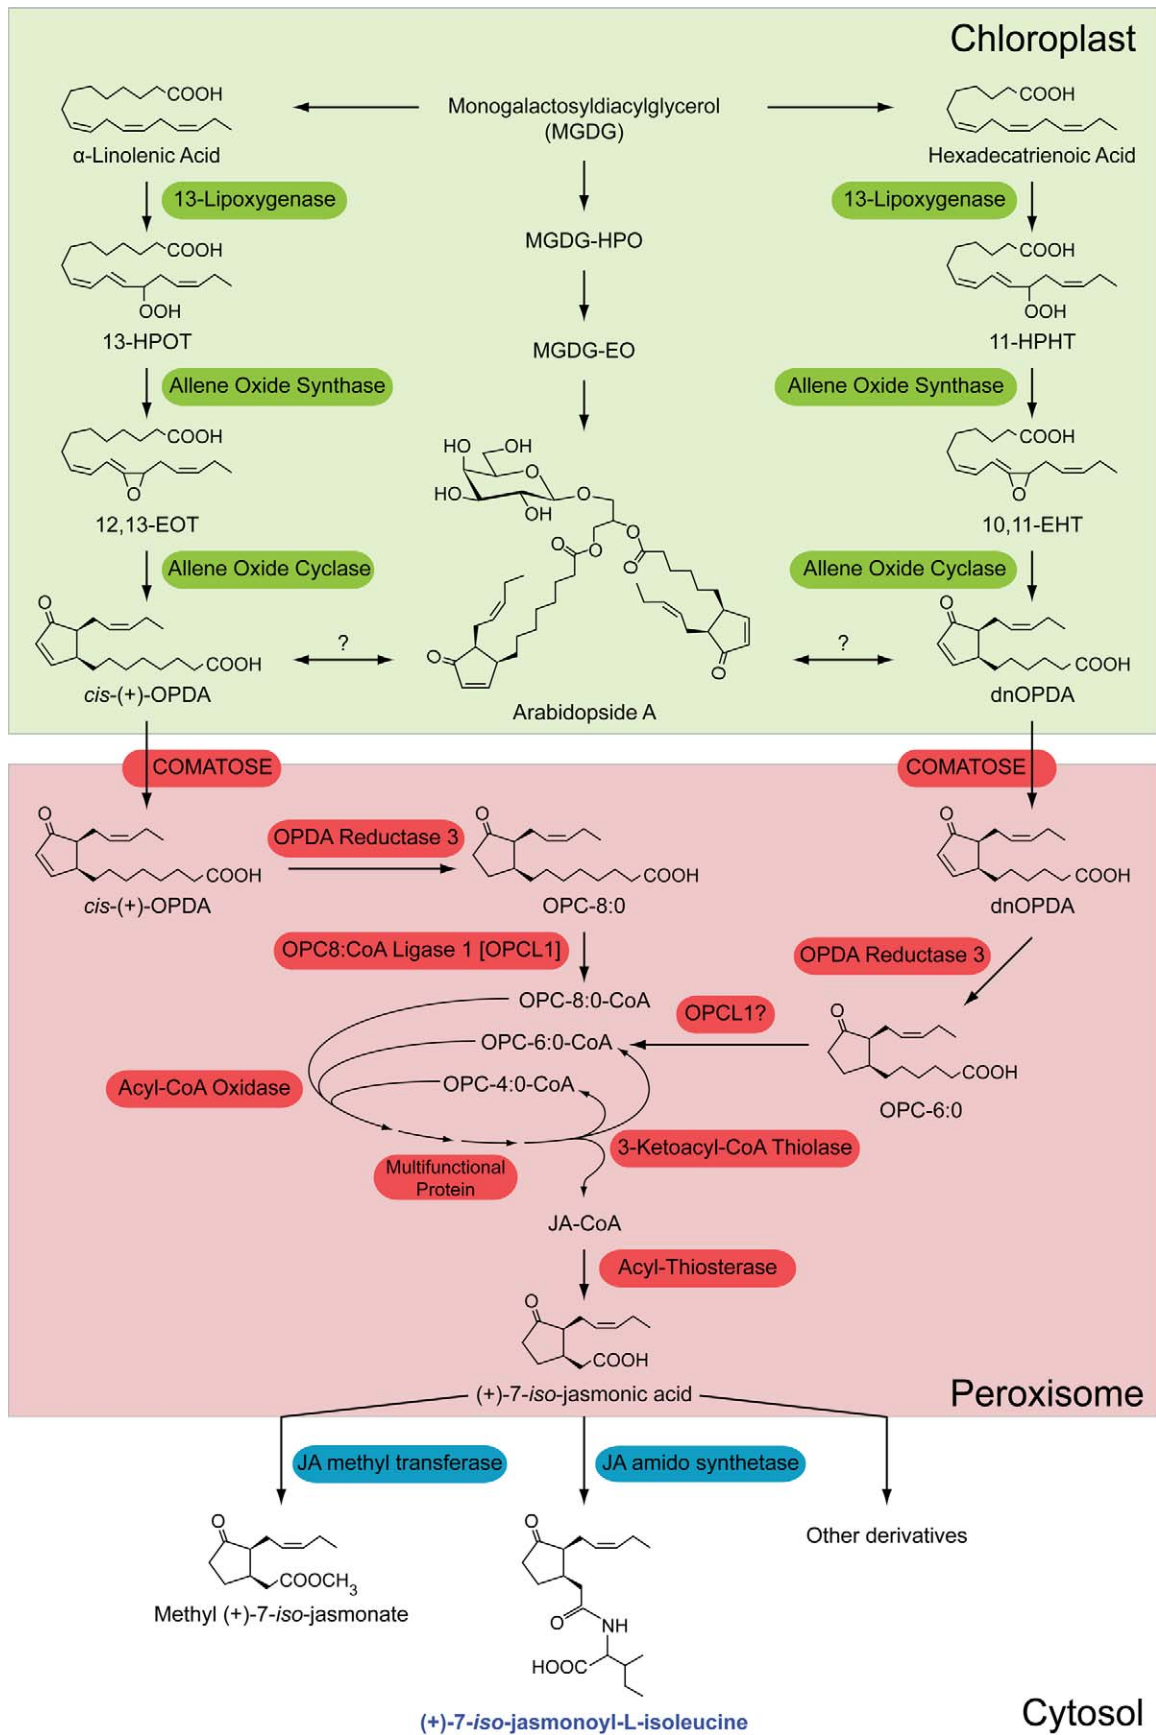 Chloroplast
COOH
α-Linolenic Acid
Monogalactosyldiacylglycerol
(MGDG)
COOH
Hexadecatrienoic Acid
13-Lipoxygenase
13-Lipoxygenase
MGDG-HPO
COOH
OOH
13-HPOT
COOH
OOH
11-HPHT
MGDG-EO
Allene Oxide Synthase
Allene Oxide Synthase
COOH
O
12,13-EOT
COOH
O
10,11-EHT
HO
OH
HO
HO
OH
O
O
O
O
O
O
O
O
Arabidopside A
Allene Oxide Cyclase
Allene Oxide Cyclase
O
COOH
cis-(+)-OPDA
?
?
O
COOH
dnOPDA
COMATOSE
COMATOSE
O
COOH
cis-(+)-OPDA
OPDA Reductase 3
O
COOH
OPC-8:0
O
COOH
dnOPDA
OPC8:CoA Ligase 1 [OPCL1]
OPDA Reductase 3
OPC-8:0-CoA
OPCL1?
OPC-6:0-CoA
O
COOH
OPC-6:0
OPC-4:0-CoA
Acyl-CoA Oxidase
3-Ketoacyl-CoA Thiolase
Multifunctional
Protein
JA-CoA
Acyl-Thiosterase
O
COOH
(+)-7-iso-jasmonic acid
Peroxisome
JA methyl transferase
JA amido synthetase
O
COOCH3
Methyl (+)-7-iso-jasmonate
O
O
NH
HOOC
(+)-7-iso-jasmonoyl-L-isoleucine
Other derivatives
Cytosol